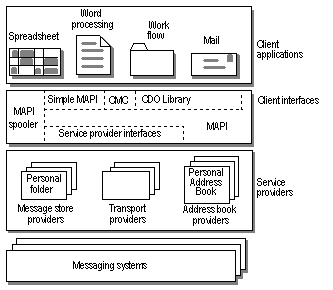 Word
processing
Spreadsheet
Work
flow
Mail
Client
applications
Simple MAPI
CMC
CDO Library
Client interfaces
MAPI
spooler
MAPI
Service provider interfaces
Personal
folder
Personal
Address
Book
Service
providers
Message store
providers
Transport
providers
Address book
providers
Messaging systems